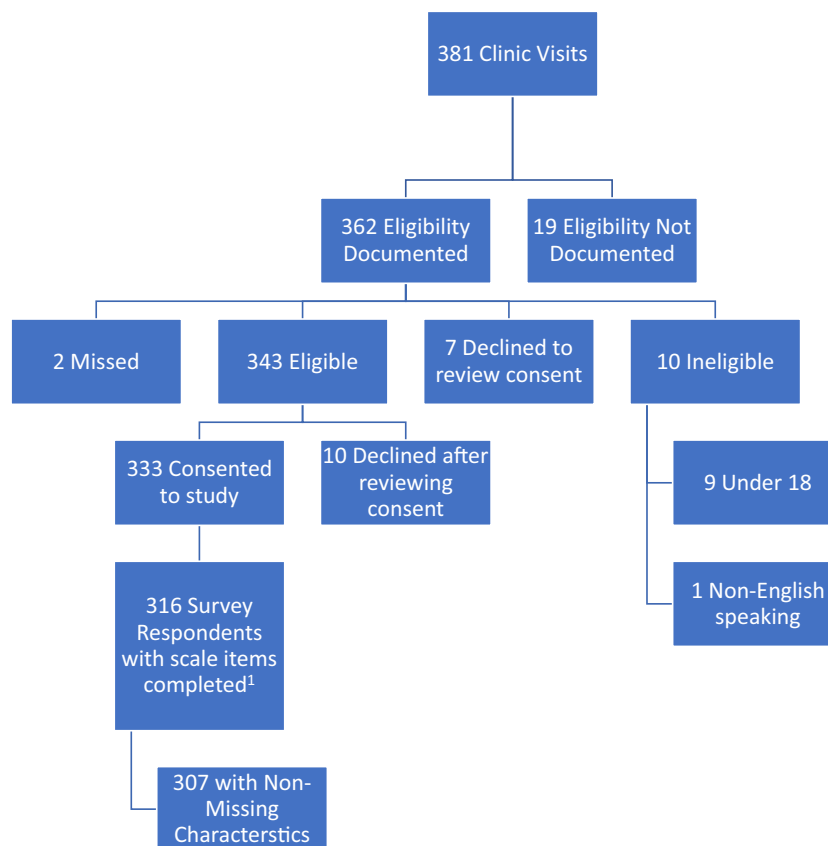 381 Clinic Visits
362 Eligibility
Documented
19 Eligibility Not
Documented
2 Missed
343 Eligible
7 Declined to
review consent
10 Ineligible
333 Consented
to study
10 Declined after
reviewing
consent
9 Under 18
316 Survey
Respondents
with scale items
completed¹
1 Non-English
speaking
307 with Non-
Missing
Characterstics